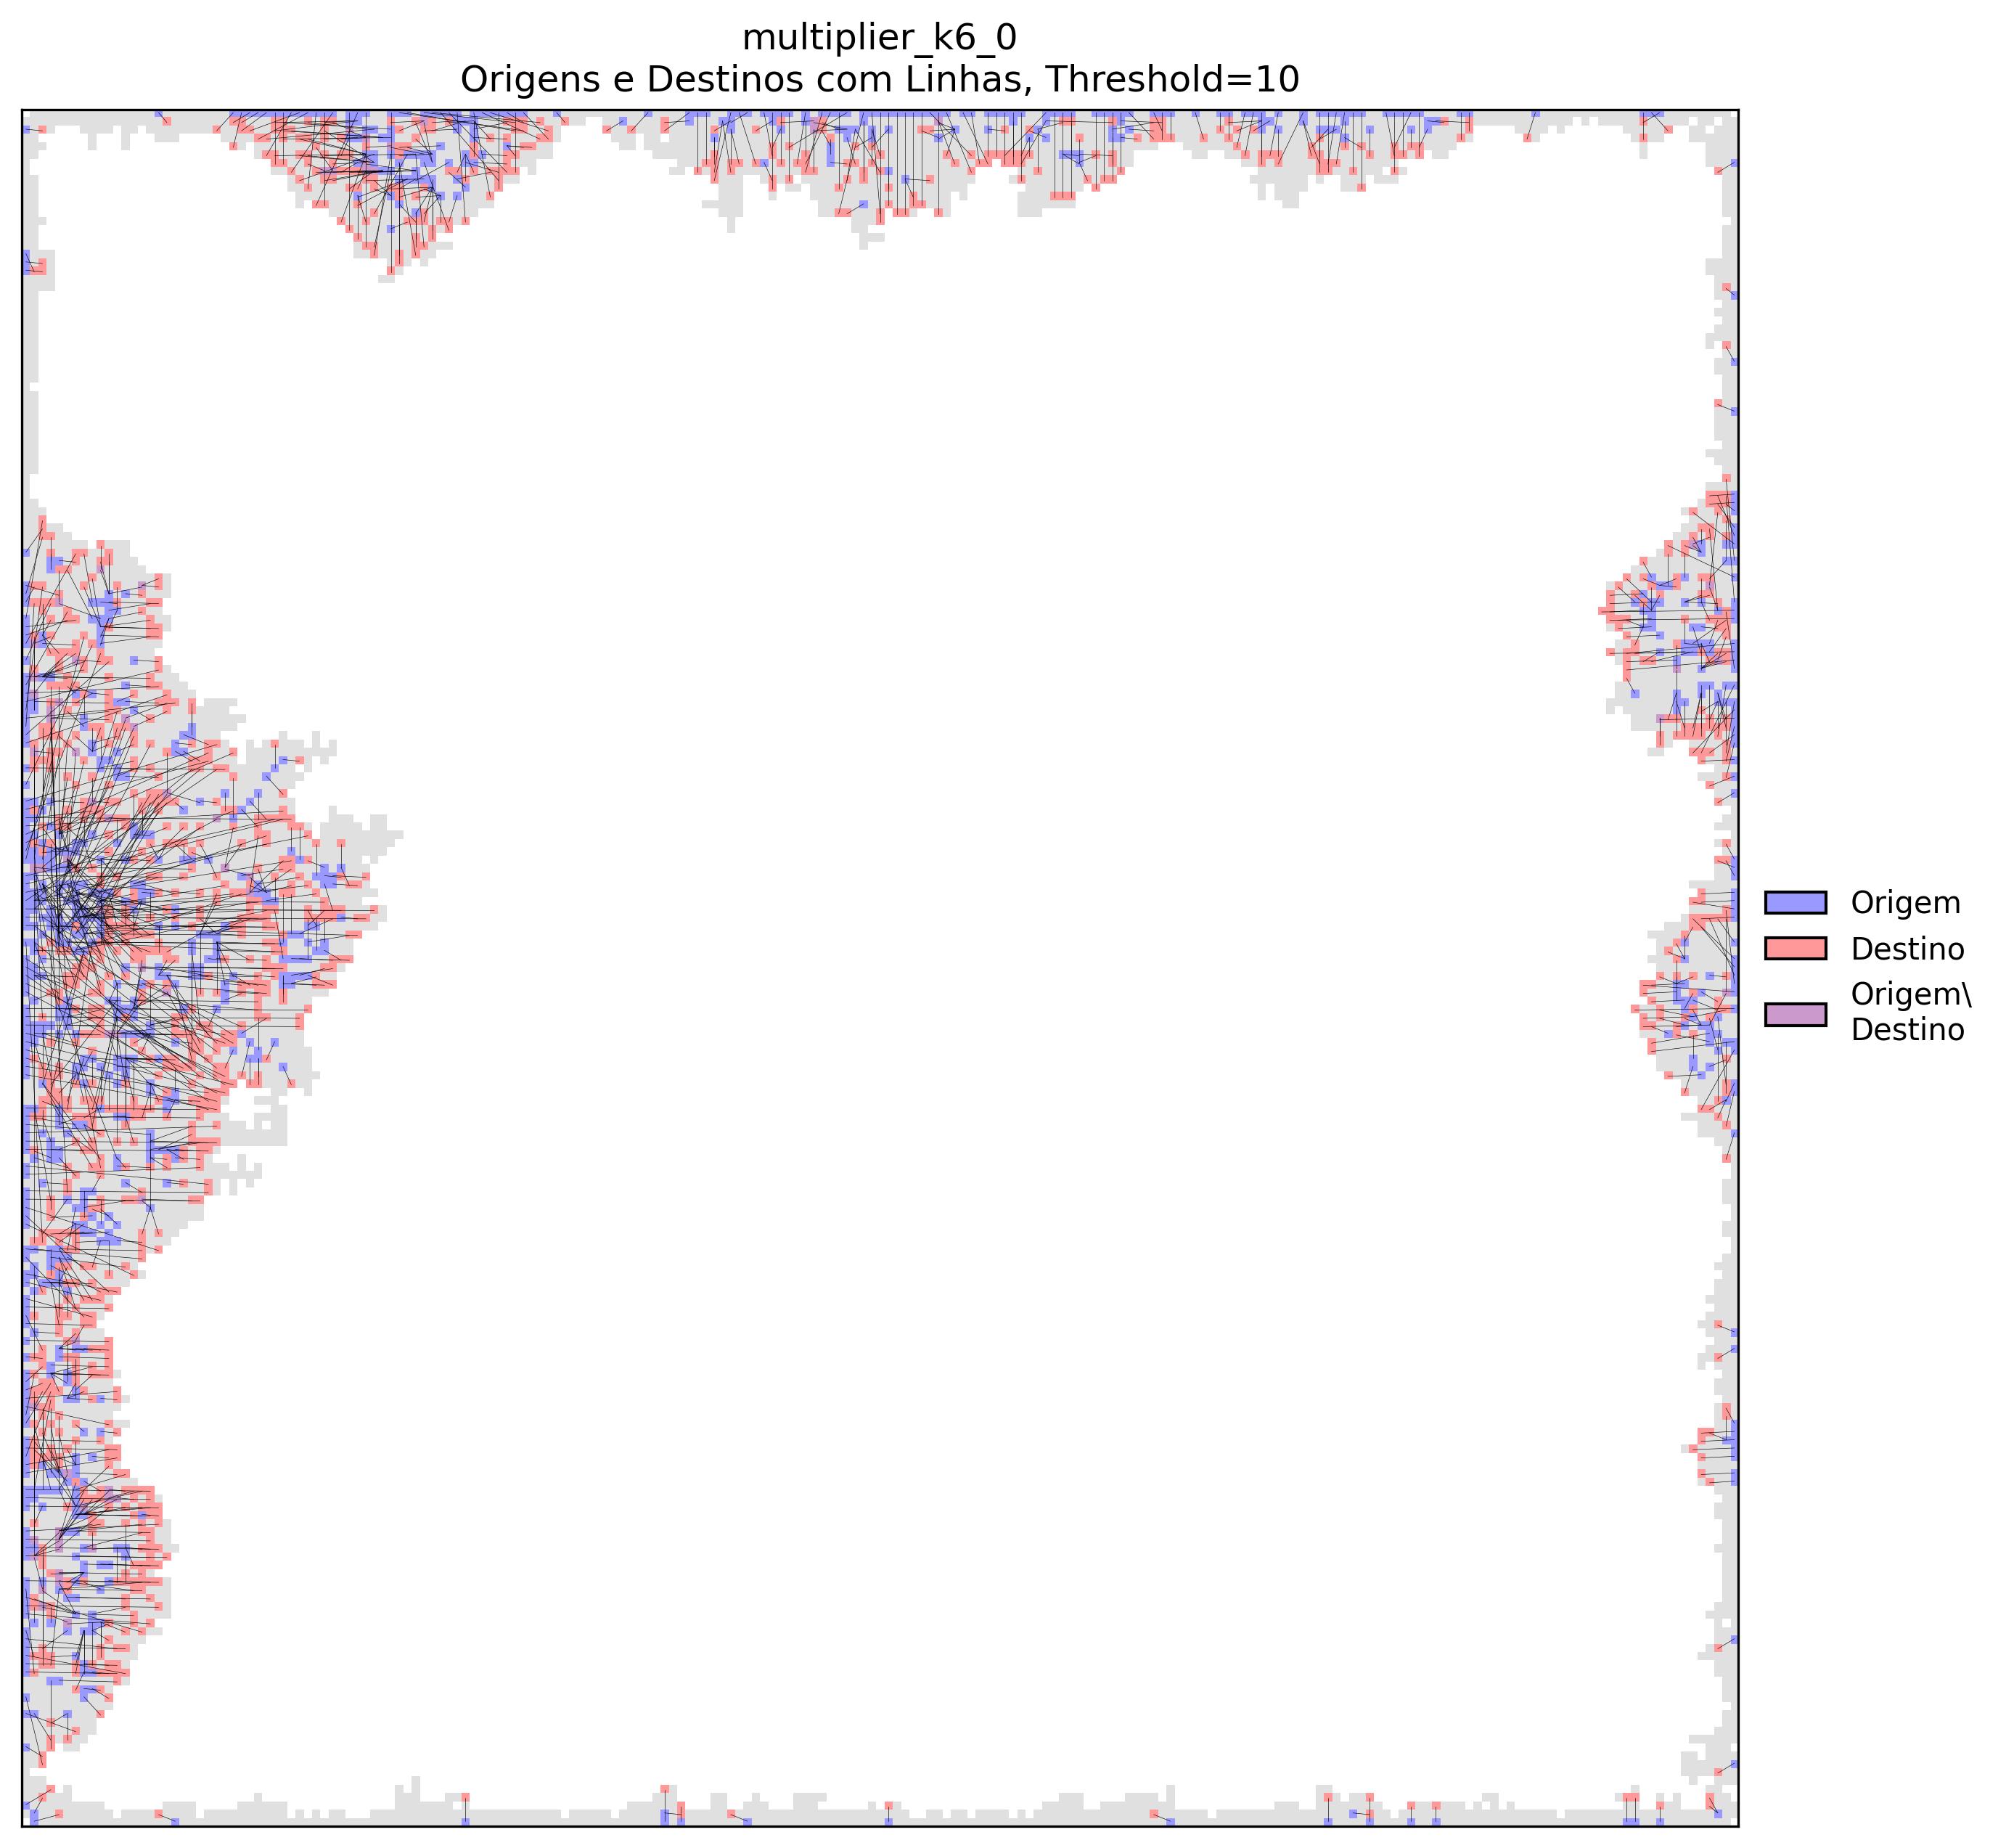 multiplier_k6_0
Origens e Destinos com Linhas, Threshold=10
Origem
Destino
Origem\
Destino